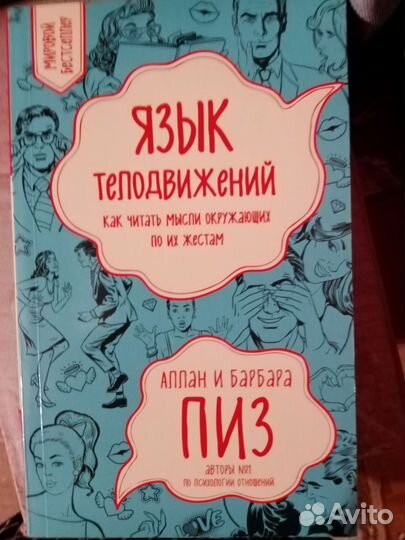 МИРОВОЙ
БЕСТСЕЛЛЕР
ЯЗЫК
ТЕЛОДВИЖЕНИЙ
КАК ЧИТАТЬ МЫСЛИ ОКРУЖАЮЩИХ
ПО ИХ ЖЕСТАМ
АЛЛАН И БАРБАРА
ПИЗ
АВТОРЫ №1
ПО ПСИХОЛОГИИ ОТНОШЕНИЙ
LOVE
Avito